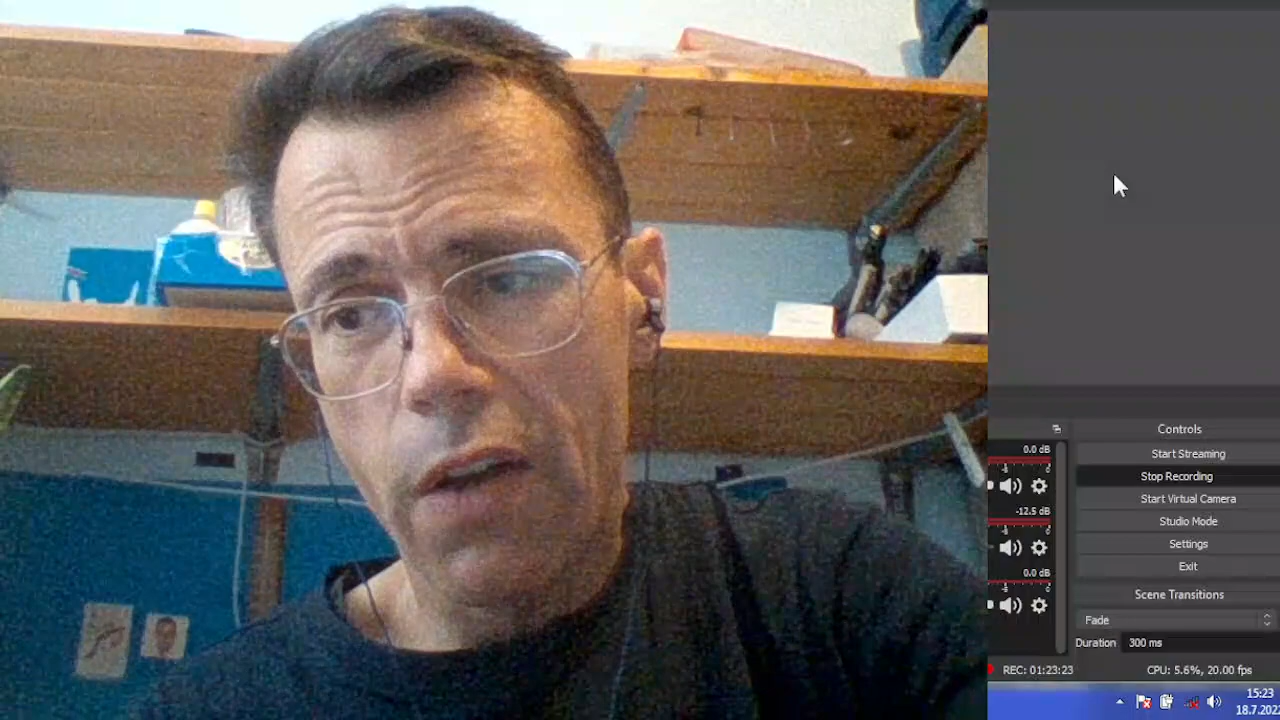 0.0 dB
Controls
Start Streaming
Stop Recording
-12.5 dB
Start Virtual Camera
Studio Mode
0.0 dB
Settings
Exit
Scene Transitions
Fade
Duration 300 ms
REC: 01:23:23 CPU: 5.6%, 20.00 fps
15:23
18.7.202